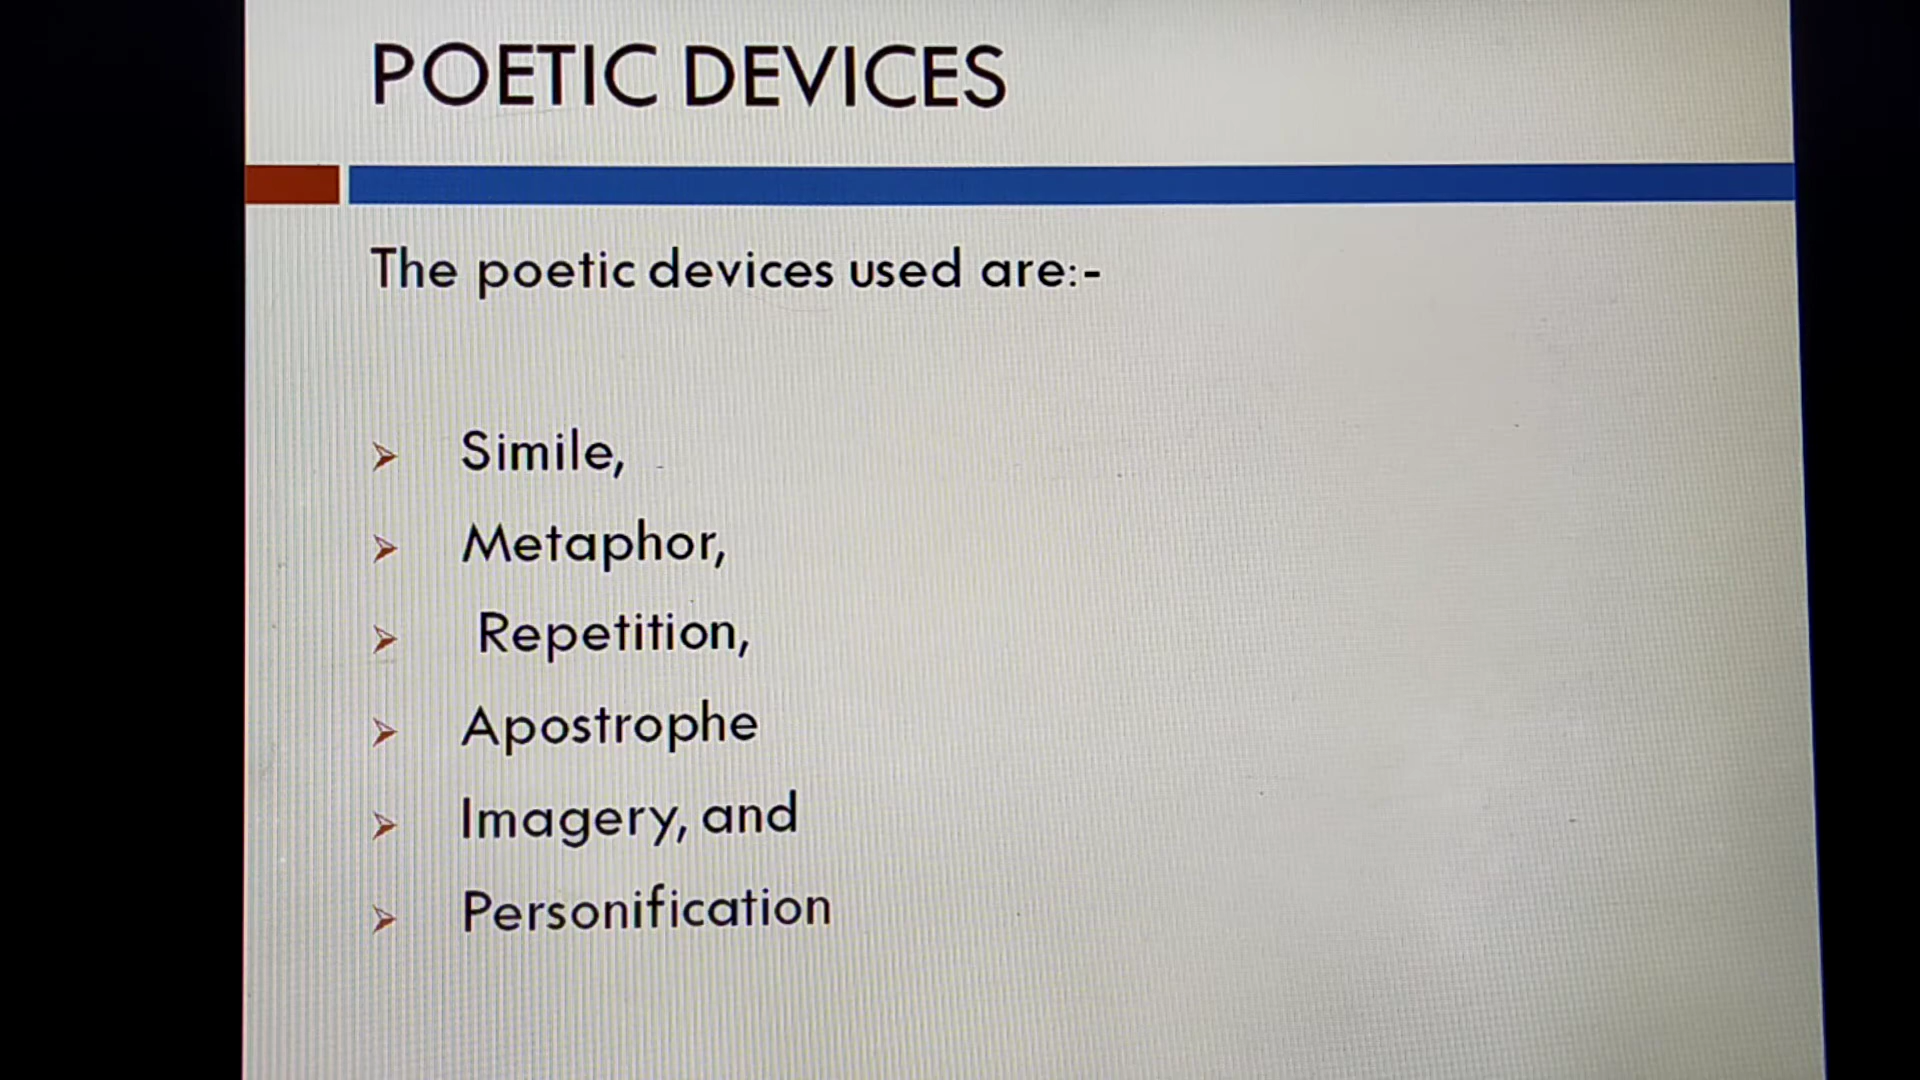 POETIC DEVICES
The poetic devices used are:-
Simile,
Metaphor,
Repetition,
Apostrophe
Imagery, and
Personification